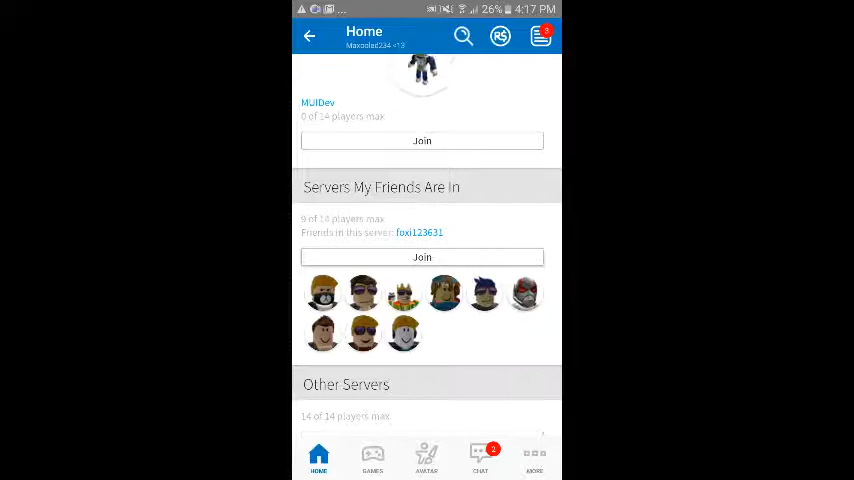 26% 4:17 PM
Home
Maxooled234 <13
R$
3
MUIDev
0 of 14 players max
Join
Servers My Friends Are In
9 of 14 players max
Friends in this server: foxi123631
Join
Other Servers
14 of 14 players max
2
HOME GAMES AVATAR CHAT MORE